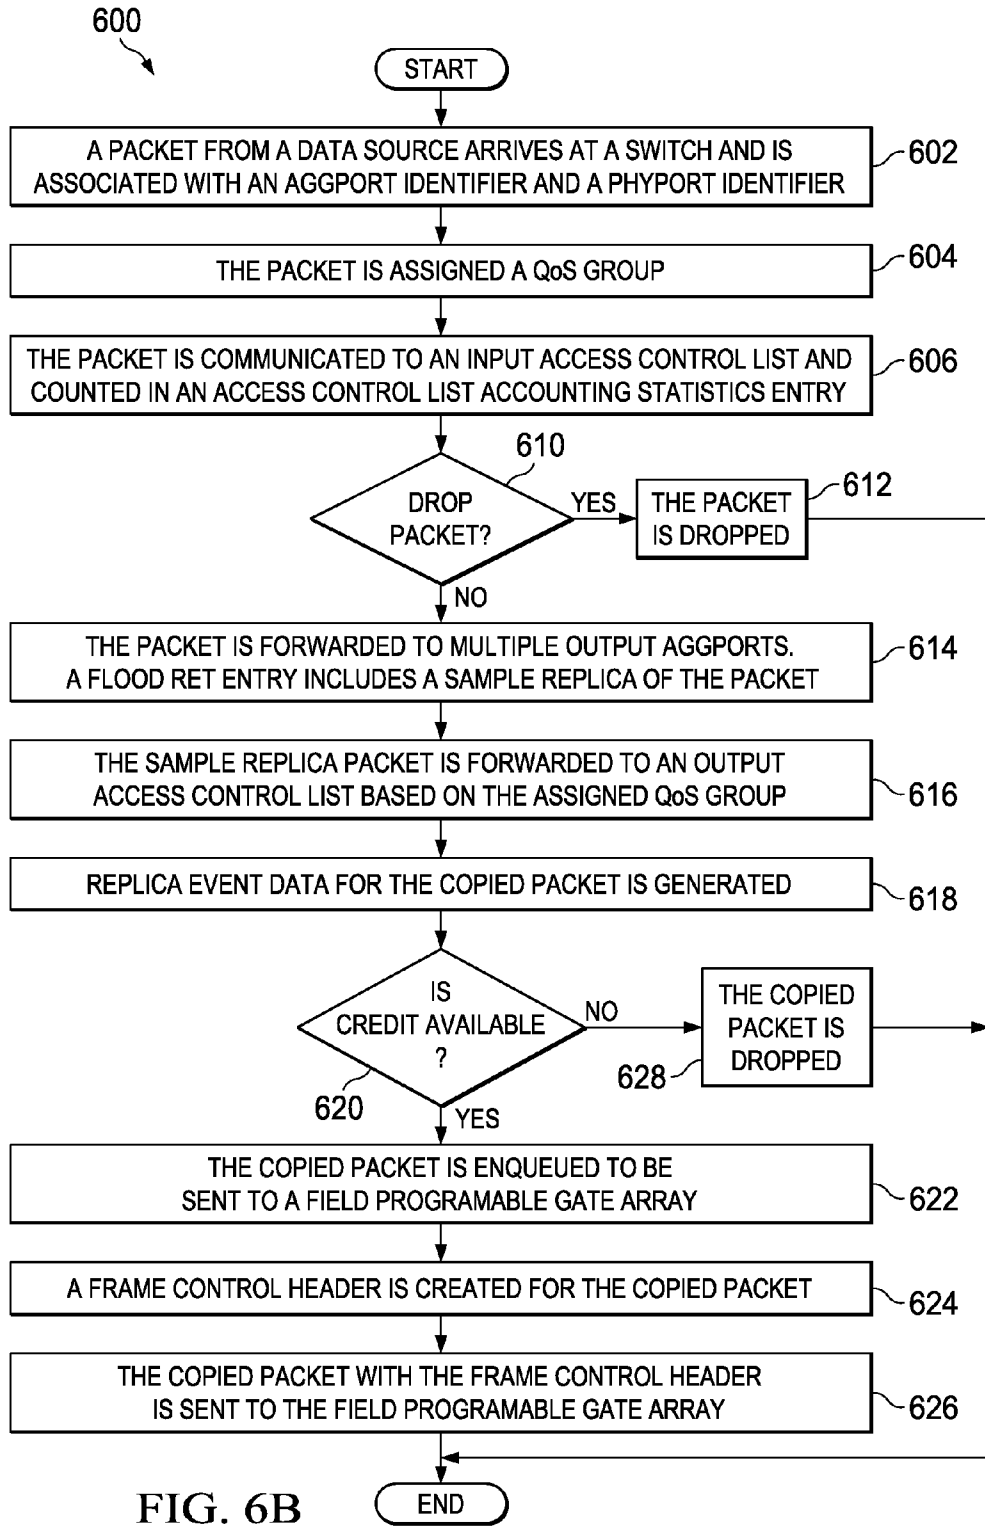 600
START
A PACKET FROM A DATA SOURCE ARRIVES AT A SWITCH AND IS
ASSOCIATED WITH AN AGGPORT IDENTIFIER AND A PHYPORT IDENTIFIER
602
THE PACKET IS ASSIGNED A QoS GROUP
604
THE PACKET IS COMMUNICATED TO AN INPUT ACCESS CONTROL LIST AND
COUNTED IN AN ACCESS CONTROL LIST ACCOUNTING STATISTICS ENTRY
606
610
DROP
PACKET?
YES
THE PACKET
IS DROPPED
612
NO
THE PACKET IS FORWARDED TO MULTIPLE OUTPUT AGGPORTS.
A FLOOD RET ENTRY INCLUDES A SAMPLE REPLICA OF THE PACKET
614
THE SAMPLE REPLICA PACKET IS FORWARDED TO AN OUTPUT
ACCESS CONTROL LIST BASED ON THE ASSIGNED QoS GROUP
616
REPLICA EVENT DATA FOR THE COPIED PACKET IS GENERATED
618
IS
CREDIT AVAILABLE
?
620
NO
THE COPIED
PACKET IS
DROPPED
628
YES
THE COPIED PACKET IS ENQUEUED TO BE
SENT TO A FIELD PROGRAMABLE GATE ARRAY
622
A FRAME CONTROL HEADER IS CREATED FOR THE COPIED PACKET
624
THE COPIED PACKET WITH THE FRAME CONTROL HEADER
IS SENT TO THE FIELD PROGRAMABLE GATE ARRAY
626
END
FIG. 6B